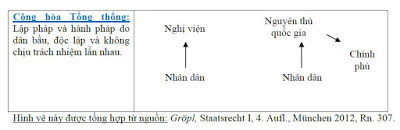 Cộng hòa Tổng thống:
Lập pháp và hành pháp do
dân bầu, độc lập và không
chịu trách nhiệm lẫn nhau.
Nghị viện
Nhân dân
Nguyên thủ
quốc gia
Chính
phủ
Nhân dân
Hình vẽ này được tổng hợp từ nguồn: Gröpl, Staatsrecht I, 4. Aufl., München 2012, Rn. 307.